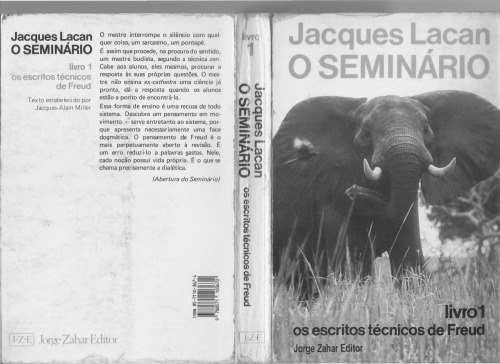 Jacques Lacan
O SEMINÁRIO
livro 1
os escritos técnicos
de Freud
Texto estabelecido por
Jacques-Alain Miller
O mestre interrompe o silêncio com qual-
quer coisa, um sarcasmo, um pontapé.
É assim que procede, na procura do sentido,
um mestre budista, segundo a técnica zen.
Cabe aos alunos, eles mesmos, procurar a
resposta às suas próprias questões. O mes-
tre não ensina ex-cathedra uma ciência já
pronta, dá a resposta quando os alunos
estão a ponto de encontrá-la.
Essa forma de ensino é uma recusa de todo
sistema. Descobre um pensamento em mo-
vimento — serve entretanto ao sistema, por-
que apresenta necessariamente uma face
dogmática. O pensamento de Freud é o
mais perpetuamente aberto à revisão. É
um erro reduzi-lo a palavras gastas. Nele,
cada noção possui vida própria. É o que se
chama precisamente a dialética.
(Abertura do Seminário)
J·Z·E Jorge Zahar Editor
livro
1
Jacques Lacan
O SEMINÁRIO
os escritos técnicos de Freud
J·Z·E
Jacques Lacan
O SEMINÁRIO
livro 1
os escritos técnicos de Freud
Jorge Zahar Editor